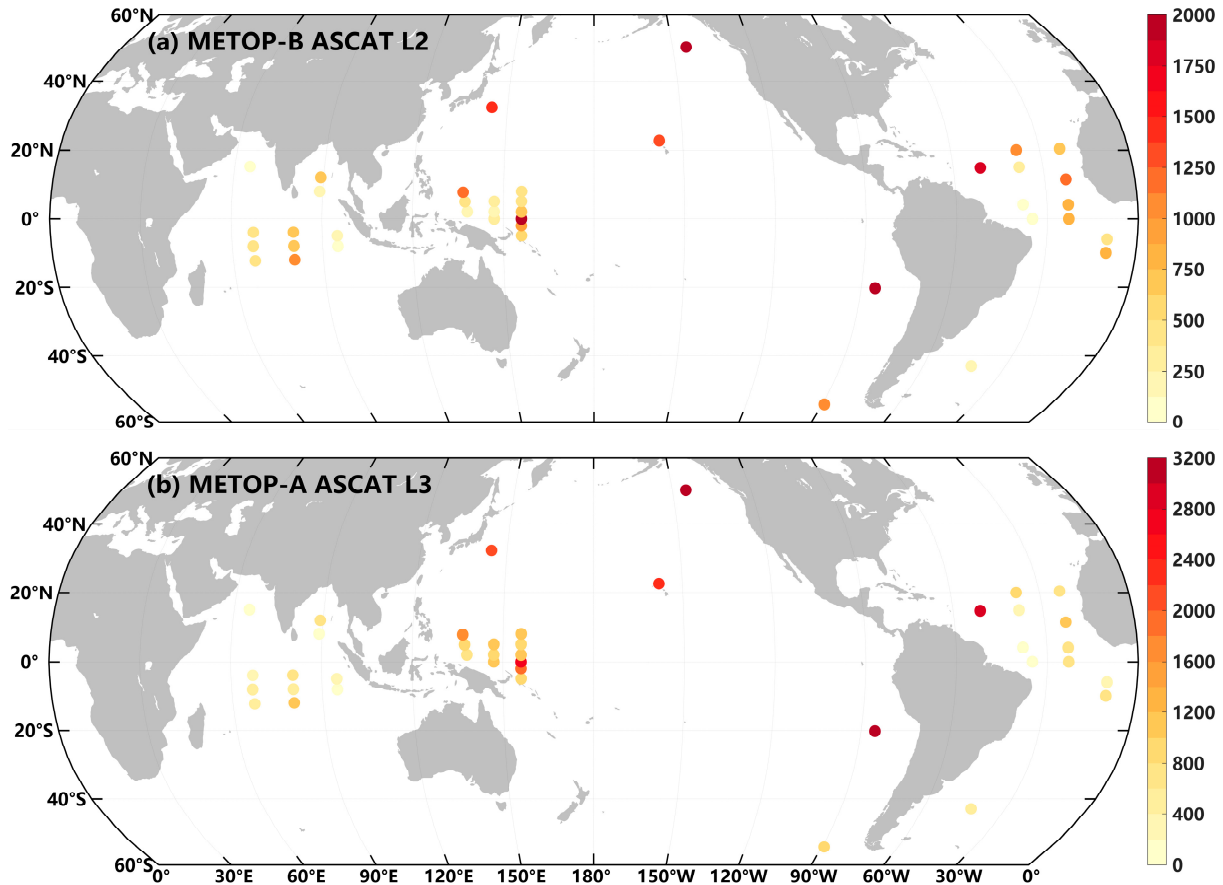 60°N
(a) METOP-B ASCAT L2
40°N
20°N
0°
20°S
40°S
60°S
2000
1750
1500
1250
1000
750
500
250
0
60°N
(b) METOP-A ASCAT L3
40°N
20°N
0°
20°S
40°S
60°S
0° 30°E 60°E 90°E 120°E 150°E 180° 150°W 120°W 90°W 60°W 30°W 0°
3200
2800
2400
2000
1600
1200
800
400
0